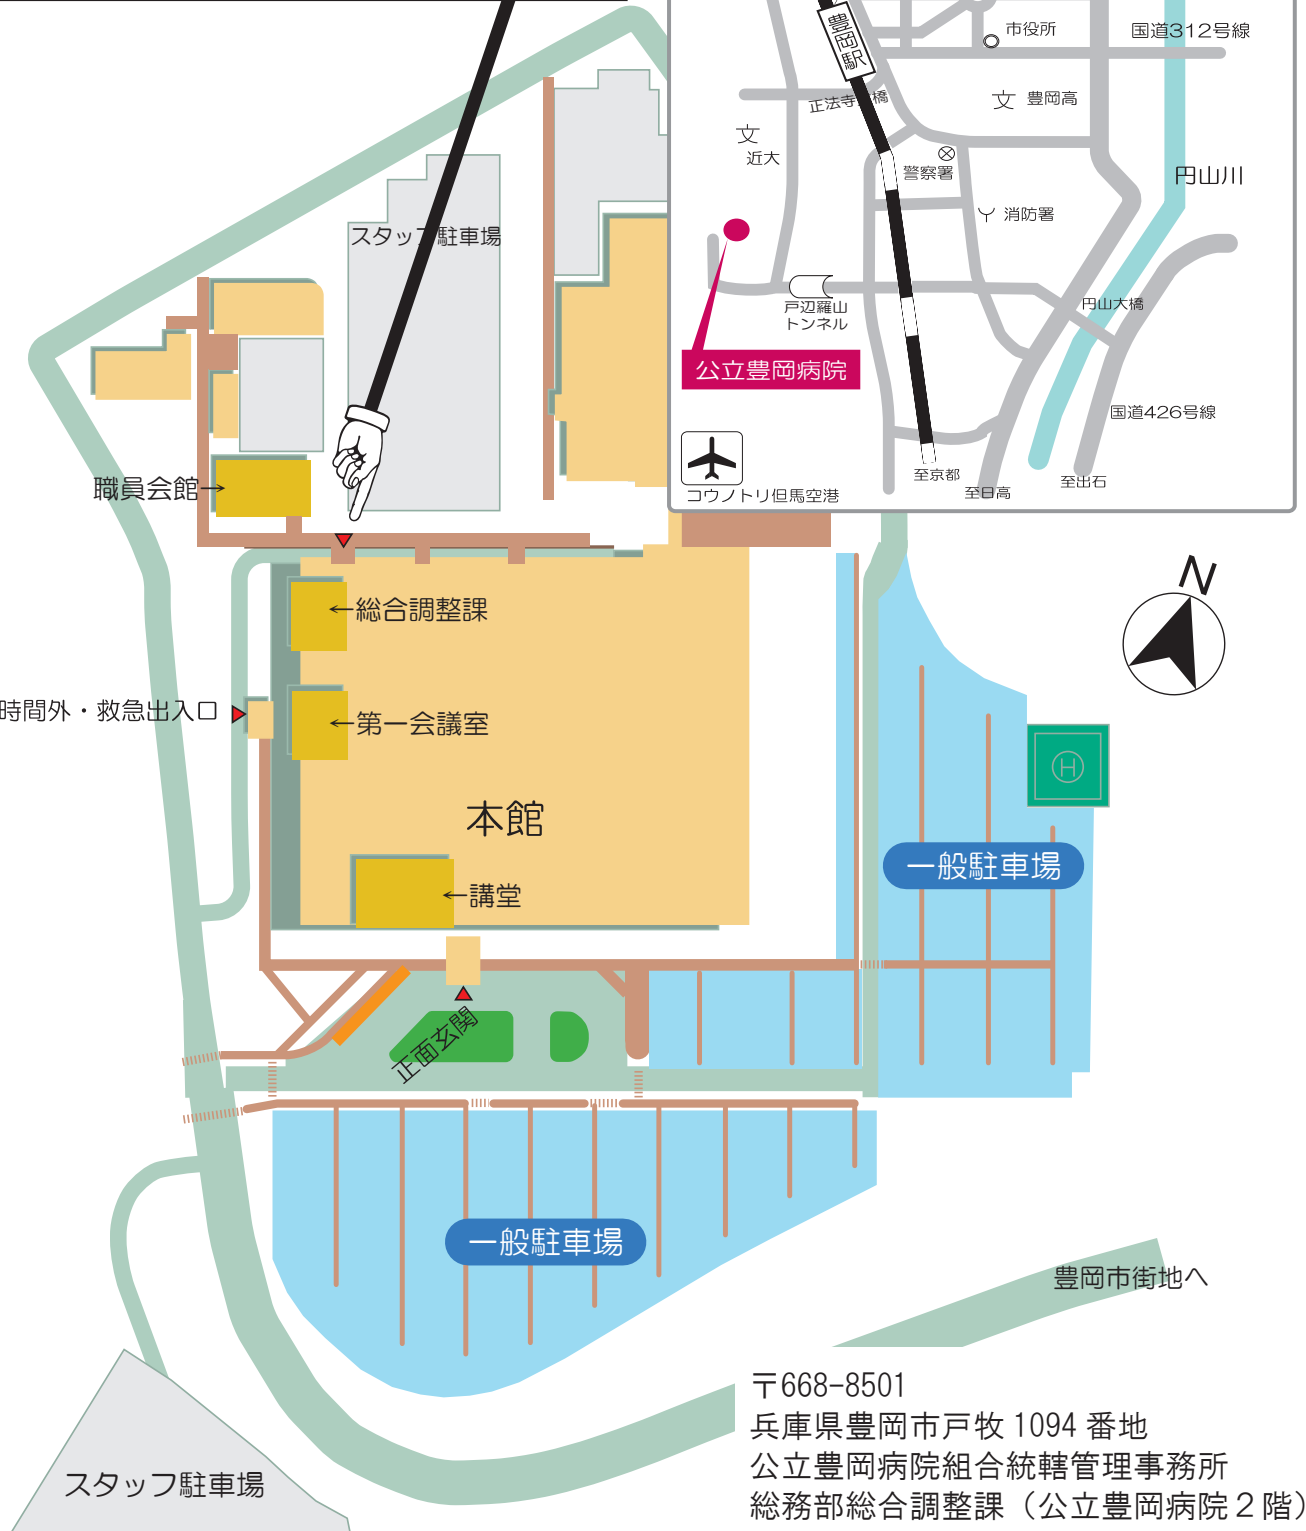 市役所
国道312号線
豊岡駅
正法寺陸橋
文 豊岡高
文
近大
警察署
円山川
消防署
スタッフ駐車場
戸辺羅山
トンネル
円山大橋
公立豊岡病院
国道426号線
至京都
至日高
至出石
コウノトリ但馬空港
職員会館→
N
←総合調整課
時間外・救急出入口
←第一会議室
H
本館
一般駐車場
←講堂
正面玄関
一般駐車場
豊岡市街地へ
スタッフ駐車場
〒668-8501
兵庫県豊岡市戸牧 1094 番地
公立豊岡病院組合統轄管理事務所
総務部総合調整課（公立豊岡病院２階）